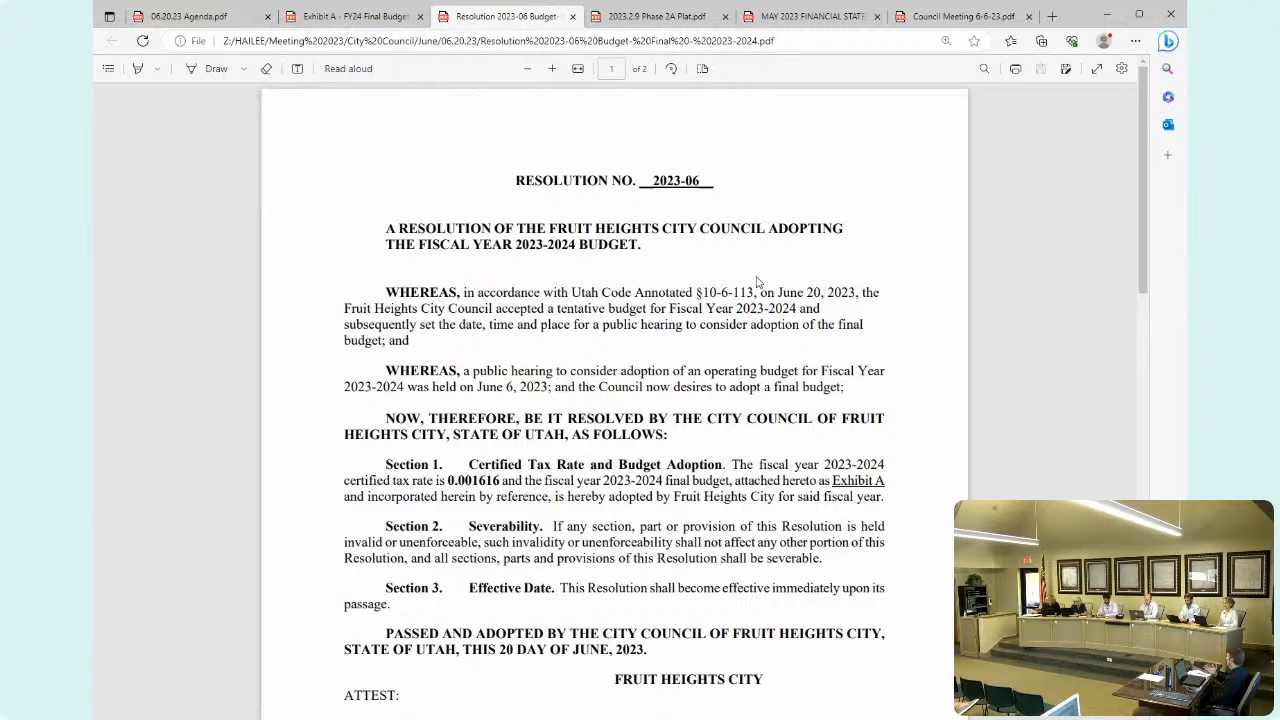 06.20.23 Agenda.pdf
Exhibit A - FY24 Final Budget
Resolution 2023-06 Budget-
2023.2.9 Phase 2A Plat.pdf
MAY 2023 FINANCIAL STATE
Council Meeting 6-6-23.pdf
File
Z:/HAILEE/Meeting%202023/City%20Council/June/06.20.23/Resolution%202023-06%20Budget-%20Final%20-%202023-2024.pdf
Draw
Read aloud
1
of 2
RESOLUTION NO. __2023-06__
A RESOLUTION OF THE FRUIT HEIGHTS CITY COUNCIL ADOPTING
THE FISCAL YEAR 2023-2024 BUDGET.
WHEREAS, in accordance with Utah Code Annotated §10-6-113, on June 20, 2023, the
Fruit Heights City Council accepted a tentative budget for Fiscal Year 2023-2024 and
subsequently set the date, time and place for a public hearing to consider adoption of the final
budget; and
WHEREAS, a public hearing to consider adoption of an operating budget for Fiscal Year
2023-2024 was held on June 6, 2023; and the Council now desires to adopt a final budget;
NOW, THEREFORE, BE IT RESOLVED BY THE CITY COUNCIL OF FRUIT
HEIGHTS CITY, STATE OF UTAH, AS FOLLOWS:
Section 1. Certified Tax Rate and Budget Adoption. The fiscal year 2023-2024
certified tax rate is 0.001616 and the fiscal year 2023-2024 final budget, attached hereto as Exhibit A
and incorporated herein by reference, is hereby adopted by Fruit Heights City for said fiscal year.
Section 2. Severability. If any section, part or provision of this Resolution is held
invalid or unenforceable, such invalidity or unenforceability shall not affect any other portion of this
Resolution, and all sections, parts and provisions of this Resolution shall be severable.
Section 3. Effective Date. This Resolution shall become effective immediately upon its
passage.
PASSED AND ADOPTED BY THE CITY COUNCIL OF FRUIT HEIGHTS CITY,
STATE OF UTAH, THIS 20 DAY OF JUNE, 2023.
FRUIT HEIGHTS CITY
ATTEST: